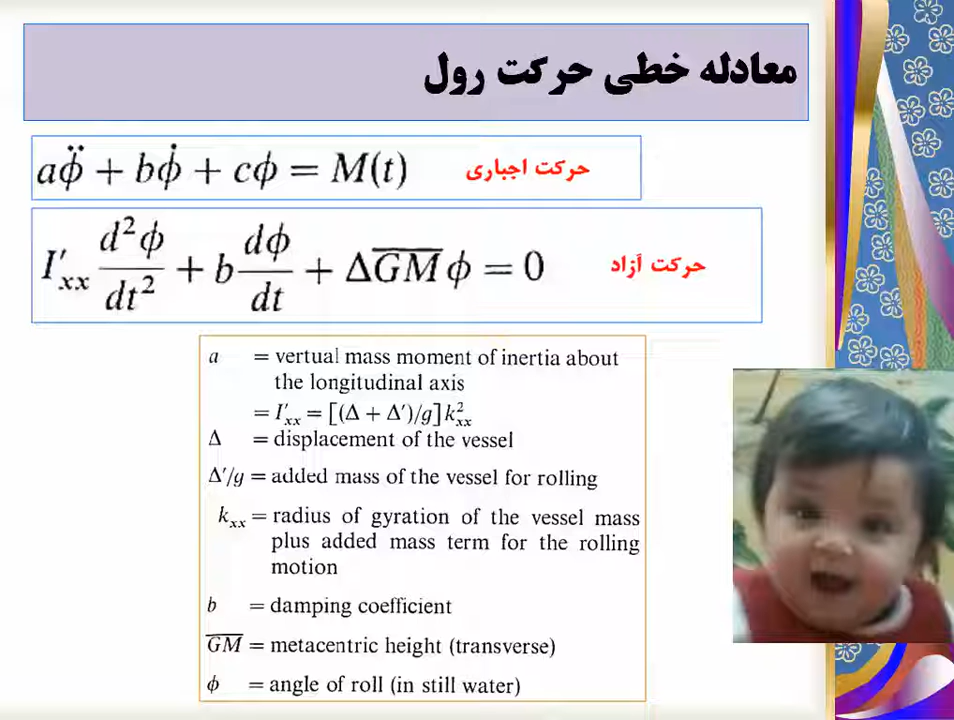 معادله خطی حرکت رول
aϕ̈ + bϕ̇ + cϕ = M(t) حرکت اجباری
I′xx d²ϕ/dt² + b dϕ/dt + Δ G̅M̅ ϕ = 0 حرکت آزاد
a = vertual mass moment of inertia about
the longitudinal axis
= I′xx = [(Δ + Δ′)/g]k²xx
Δ = displacement of the vessel
Δ′/g = added mass of the vessel for rolling
kxx = radius of gyration of the vessel mass
plus added mass term for the rolling
motion
b = damping coefficient
G̅M̅ = metacentric height (transverse)
ϕ = angle of roll (in still water)